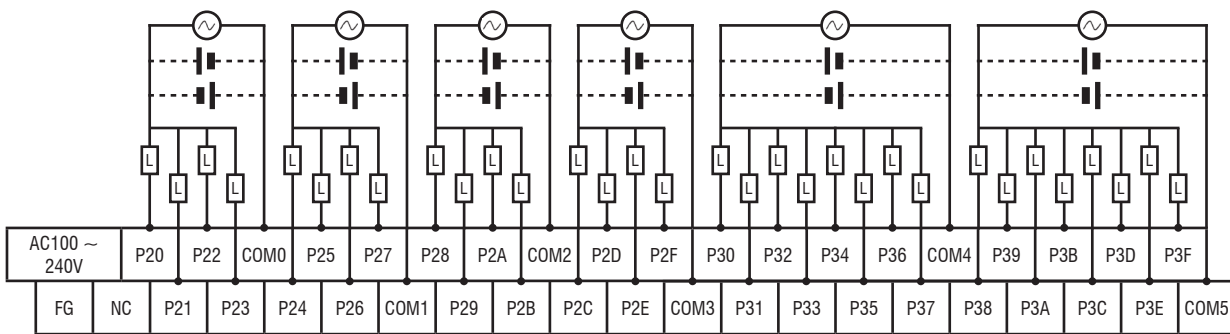 L L L L L L L L L L L L L L L L
L L L L L L L L L L L L L L L L
AC100 ~ 240V P20 P22 COM0 P25 P27 P28 P2A COM2 P2D P2F P30 P32 P34 P36 COM4 P39 P3B P3D P3F
FG NC P21 P23 P24 P26 COM1 P29 P2B P2C P2E COM3 P31 P33 P35 P37 P38 P3A P3C P3E COM5